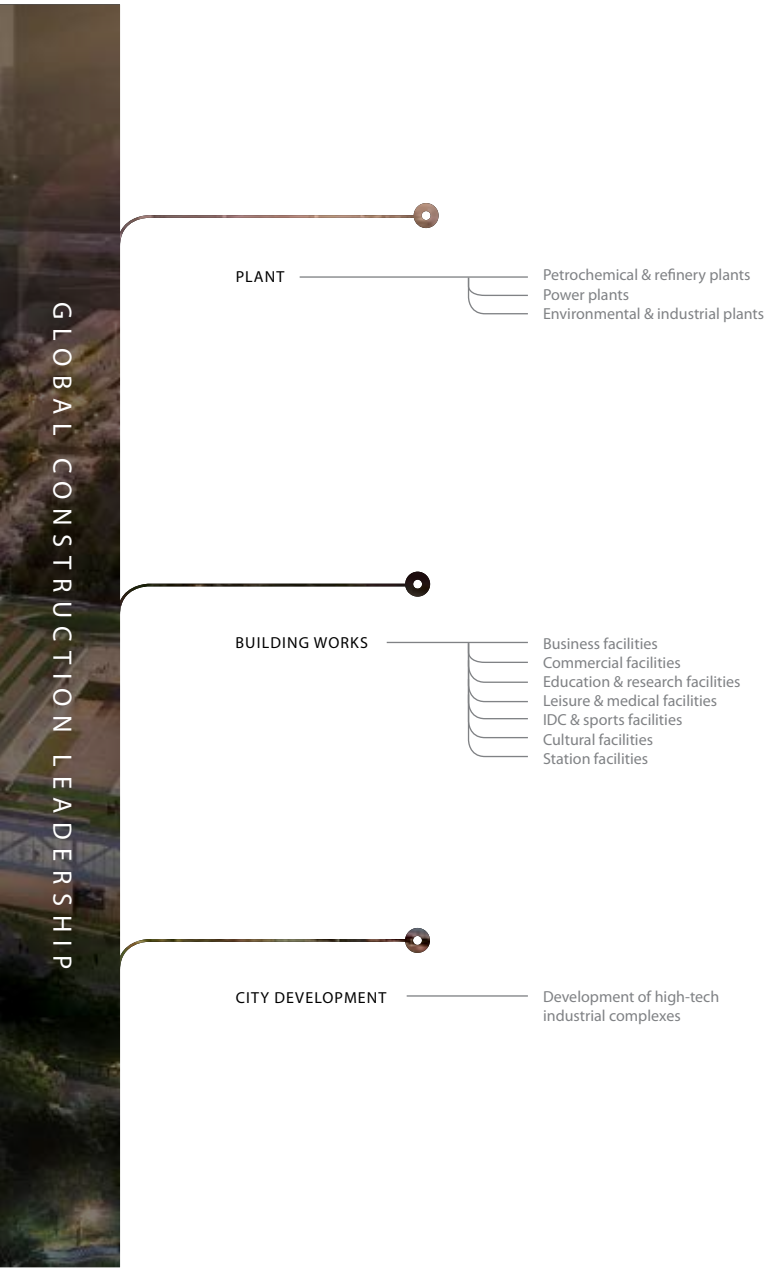 GLOBAL CONSTRUCTION LEADERSHIP
PLANT
Petrochemical & refinery plants
Power plants
Environmental & industrial plants
BUILDING WORKS
Business facilities
Commercial facilities
Education & research facilities
Leisure & medical facilities
IDC & sports facilities
Cultural facilities
Station facilities
CITY DEVELOPMENT
Development of high-tech
industrial complexes